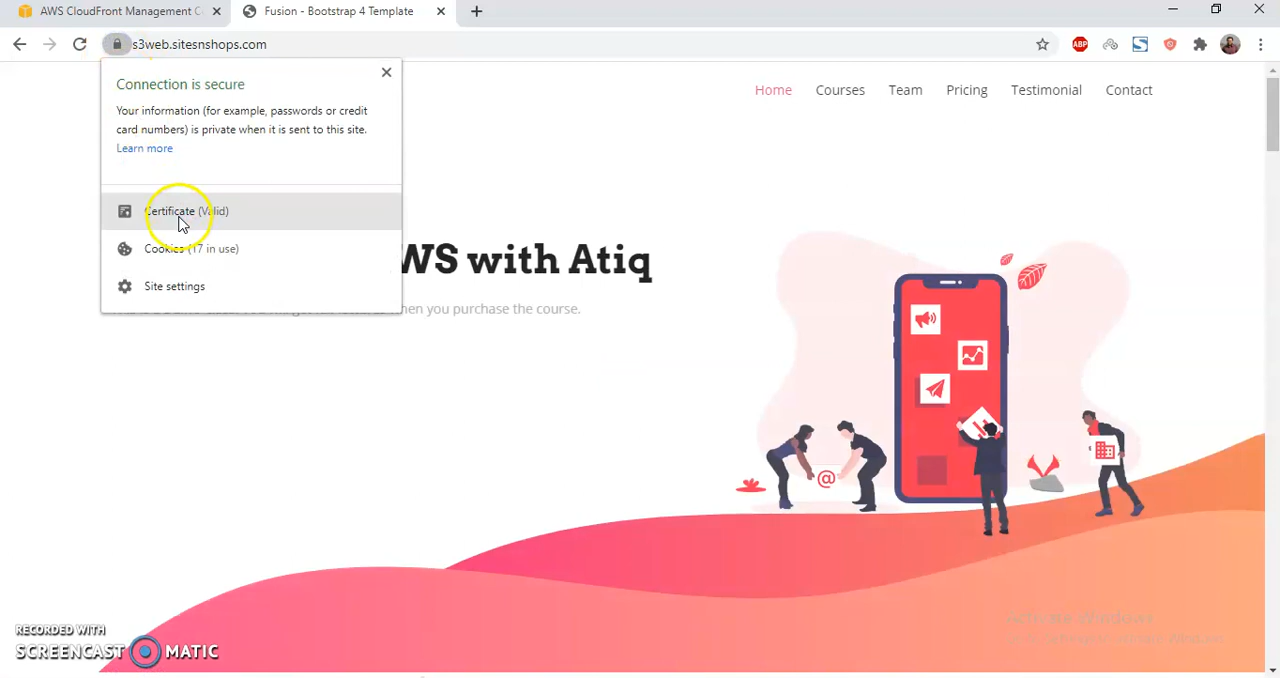 AWS CloudFront Management C
Fusion - Bootstrap 4 Template
s3web.sitesnshops.com
ABP
Connection is secure
Your information (for example, passwords or credit
card numbers) is private when it is sent to this site.
Learn more
Certificate (Valid)
Cookies (17 in use)
Site settings
Home
Courses
Team
Pricing
Testimonial
Contact
WS with Atiq
when you purchase the course.
@
Activate Windows
RECORDED WITH
SCREENCAST MATIC